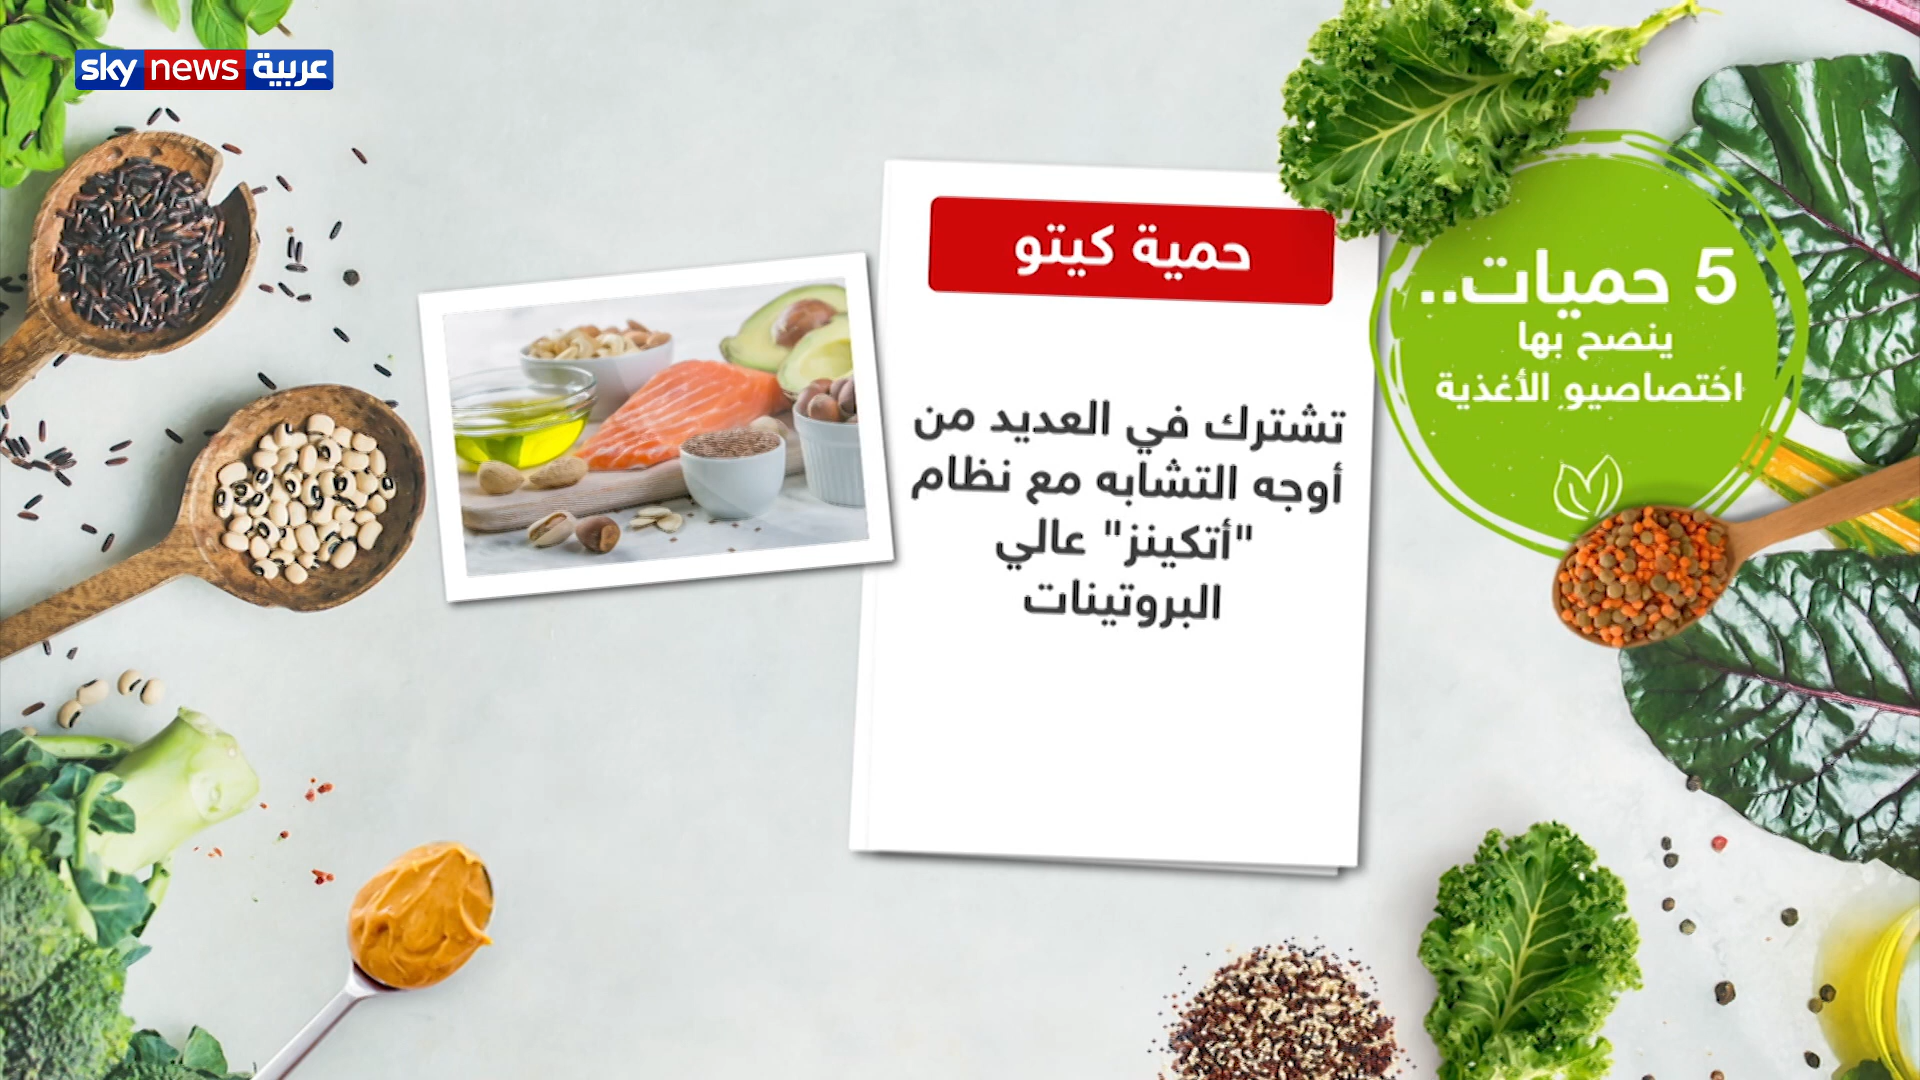 sky news عربية
حمية كيتو
تشترك في العديد من
أوجه التشابه مع نظام
"أتكينز" عالي
البروتينات
5 حميات..
ينصح بها
اختصاصيو الأغذية